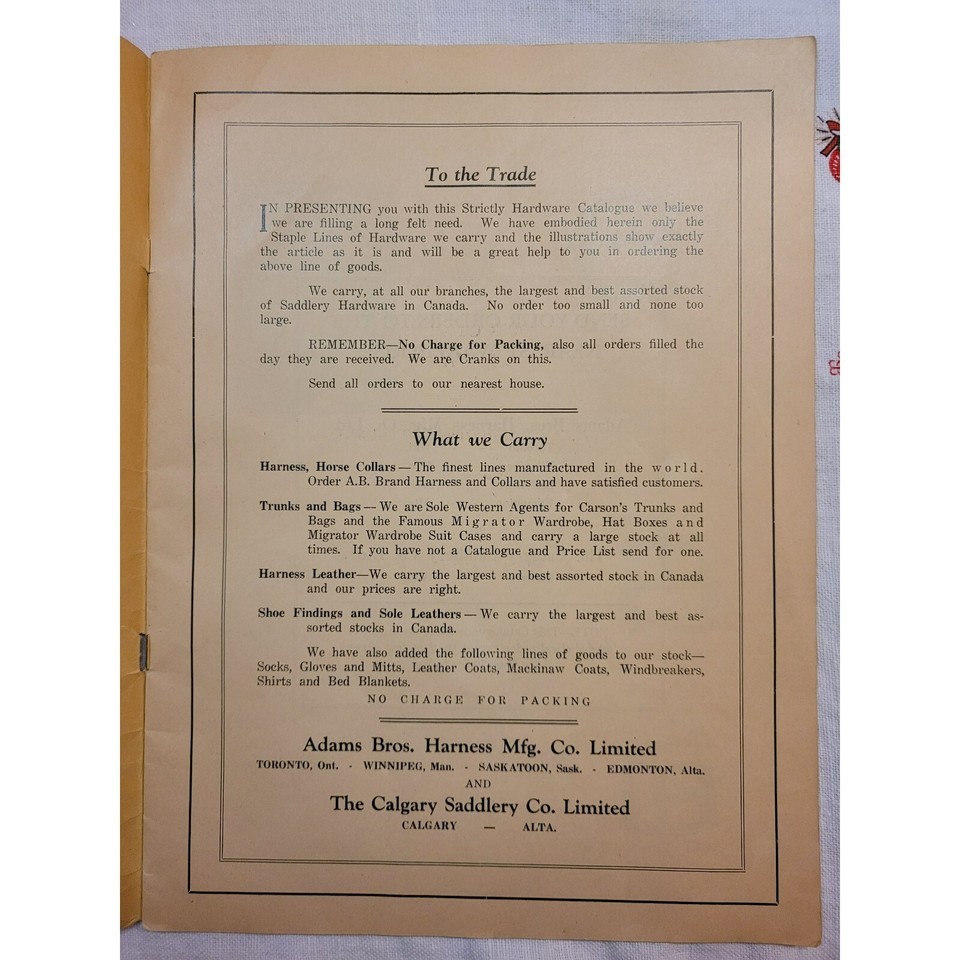 To the Trade
IN PRESENTING you with this Strictly Hardware Catalogue we believe
we are filling a long felt need. We have embodied herein only the
Staple Lines of Hardware we carry and the illustrations show exactly
the article as it is and will be a great help to you in ordering the
above line of goods.
We carry, at all our branches, the largest and best assorted stock
of Saddlery Hardware in Canada. No order too small and none too
large.
REMEMBER—No Charge for Packing, also all orders filled the
day they are received. We are Cranks on this.
Send all orders to our nearest house.
What we Carry
Harness, Horse Collars — The finest lines manufactured in the world.
Order A.B. Brand Harness and Collars and have satisfied customers.
Trunks and Bags — We are Sole Western Agents for Carson's Trunks and
Bags and the Famous Migrator Wardrobe, Hat Boxes and
Migrator Wardrobe Suit Cases and carry a large stock at all
times. If you have not a Catalogue and Price List send for one.
Harness Leather—We carry the largest and best assorted stock in Canada
and our prices are right.
Shoe Findings and Sole Leathers — We carry the largest and best as-
sorted stocks in Canada.
We have also added the following lines of goods to our stock—
Socks, Gloves and Mitts, Leather Coats, Mackinaw Coats, Windbreakers,
Shirts and Bed Blankets.
NO CHARGE FOR PACKING
Adams Bros. Harness Mfg. Co. Limited
TORONTO, Ont. - WINNIPEG, Man. - SASKATOON, Sask. - EDMONTON, Alta.
AND
The Calgary Saddlery Co. Limited
CALGARY — ALTA.